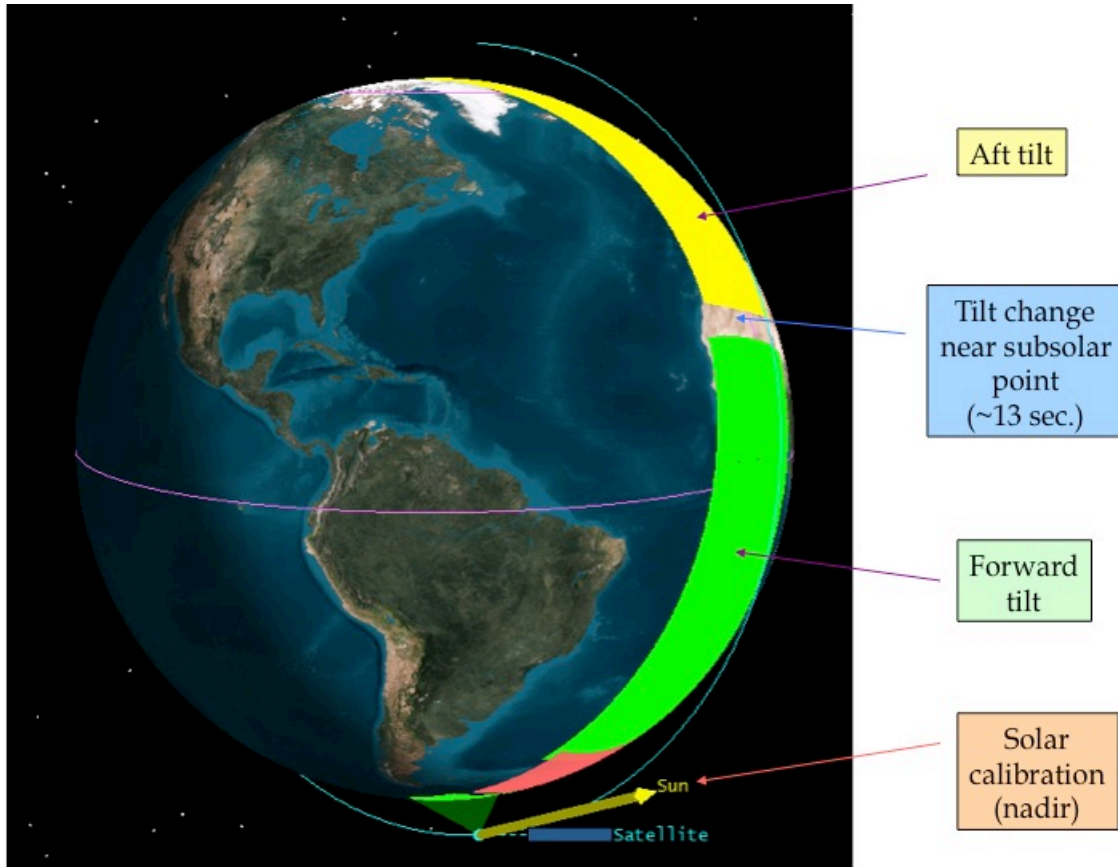 Aft tilt
Tilt change
near subsolar
point
(~13 sec.)
Forward
tilt
Solar
calibration
(nadir)
Sun
Satellite